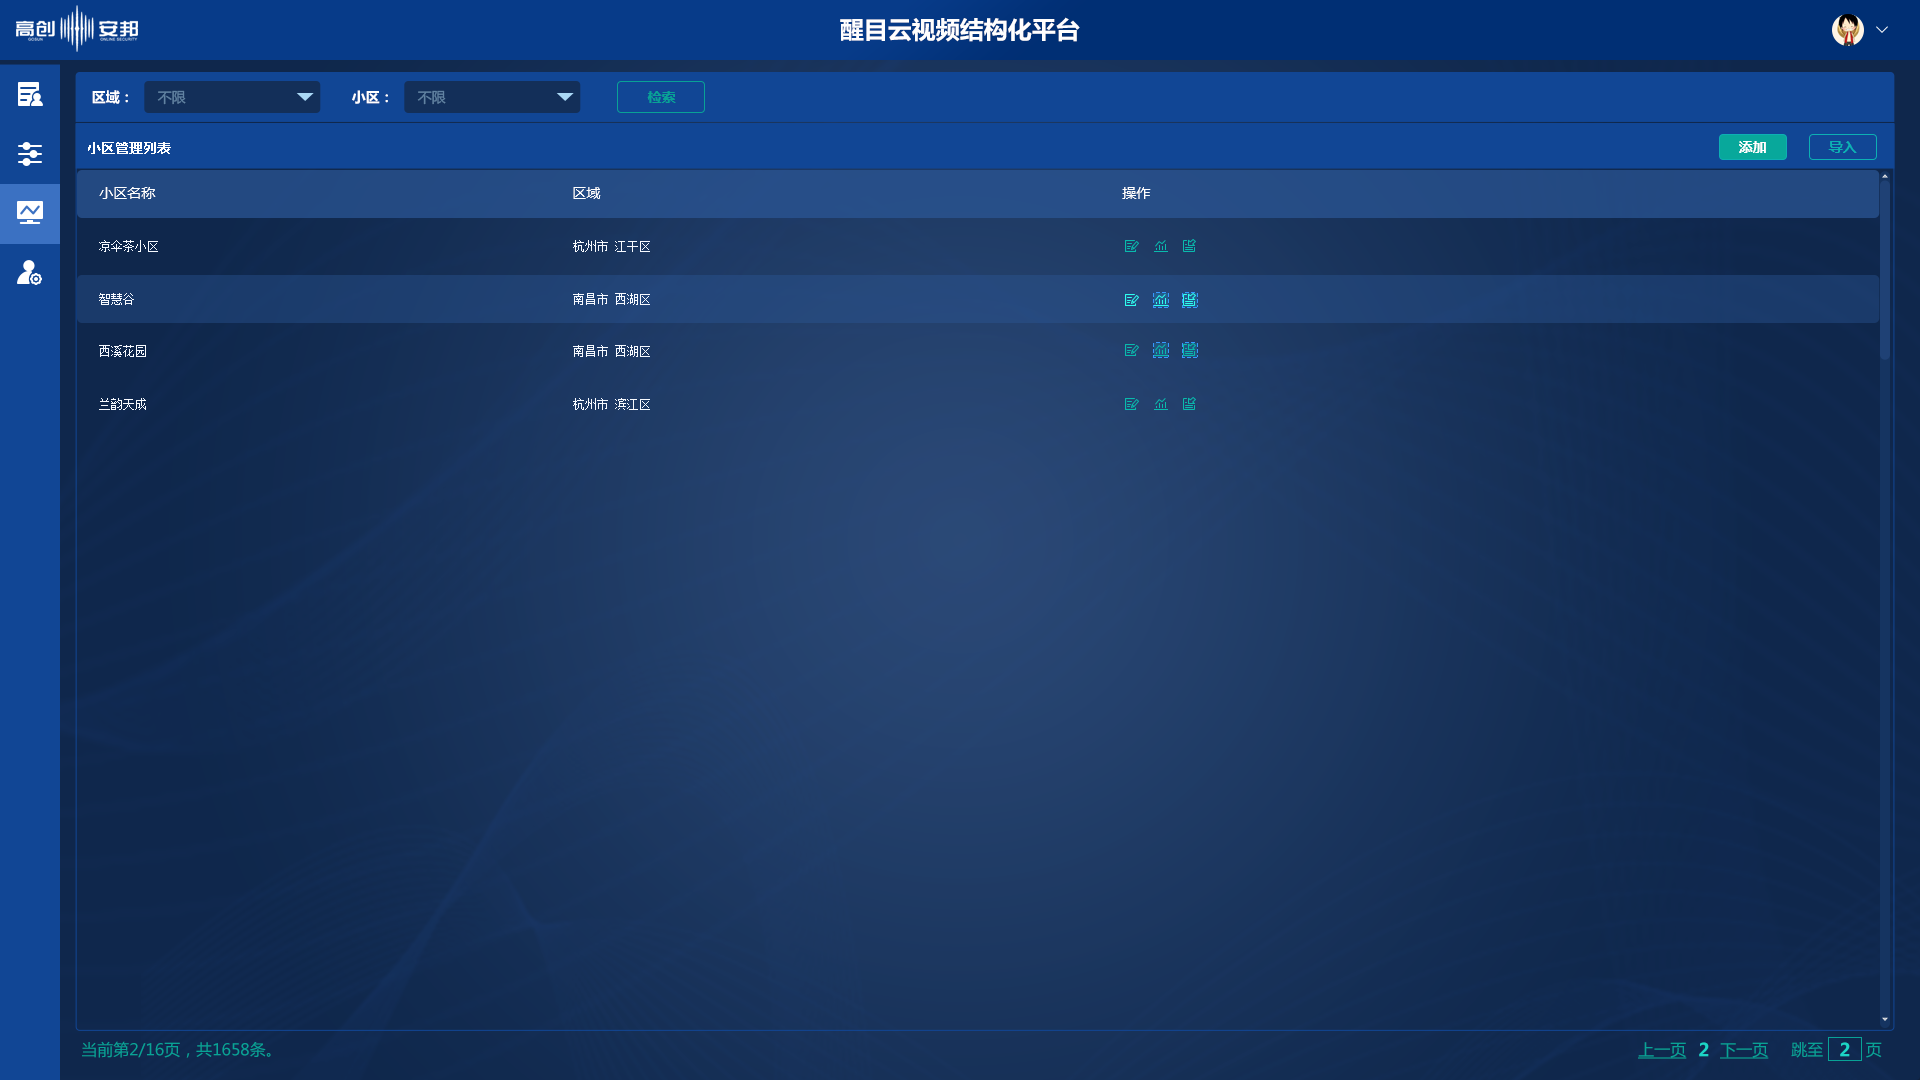 高创 安邦
GOSUN ONLINE SECURITY
醒目云视频结构化平台
区域： 不限 小区： 不限 检索
小区管理列表 添加 导入
小区名称 区域 操作
凉伞茶小区 杭州市 江干区
智慧谷 南昌市 西湖区
西溪花园 南昌市 西湖区
兰韵天成 杭州市 滨江区
当前第2/16页，共1658条。 上一页 2 下一页 跳至 2 页